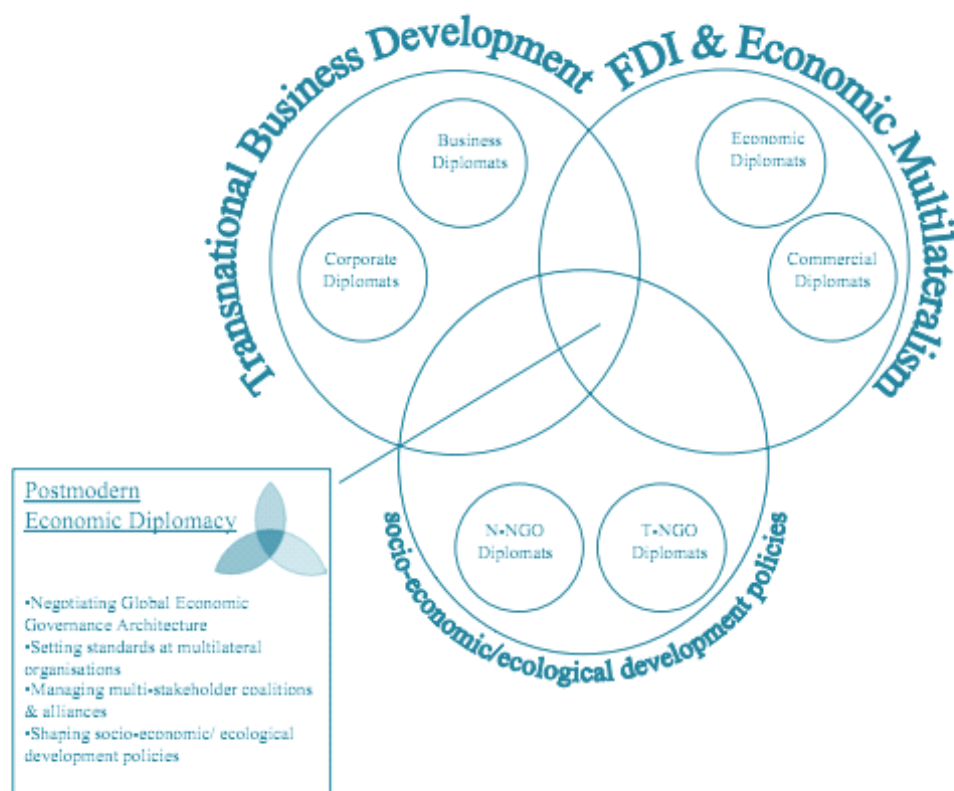 Transnational Business Development
FDI & Economic Multilateralism
Business
Diplomats
Corporate
Diplomats
Economic
Diplomats
Commercial
Diplomats
N-NGO
Diplomats
T-NGO
Diplomats
socio-economic/ecological development policies
Postmodern
Economic Diplomacy
•Negotiating Global Economic
Governance Architecture
•Setting standards at multilateral
organisations
•Managing multi-stakeholder coalitions
& alliances
•Shaping socio-economic/ ecological
development policies